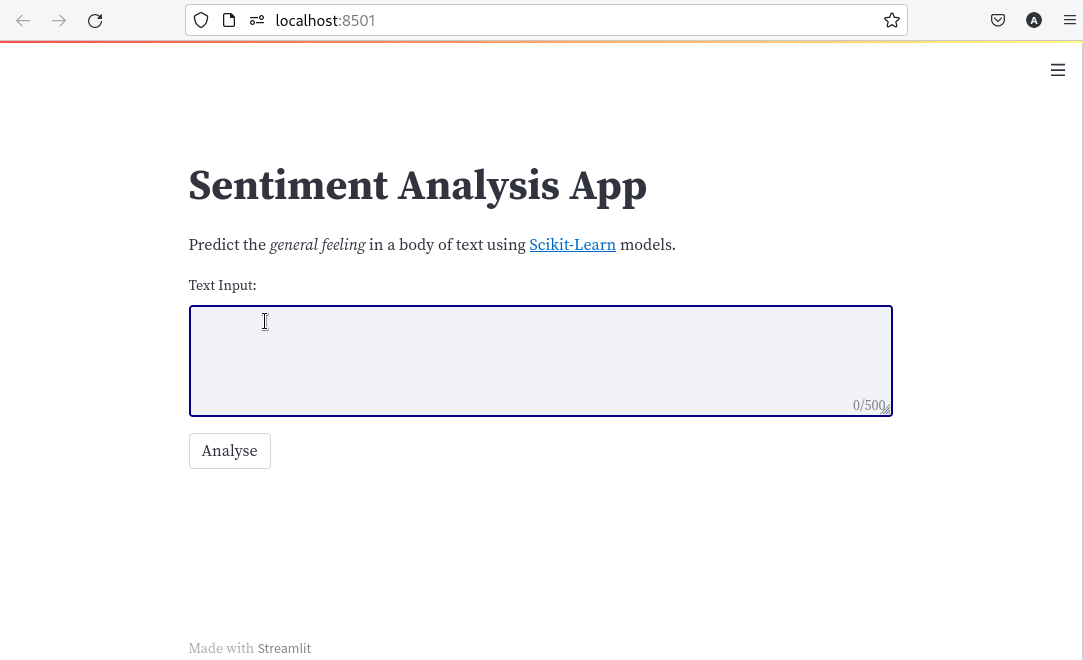 localhost:8501
A
Sentiment Analysis App
Predict the general feeling in a body of text using Scikit-Learn models.
Text Input:
0/500
Analyse
Made with Streamlit